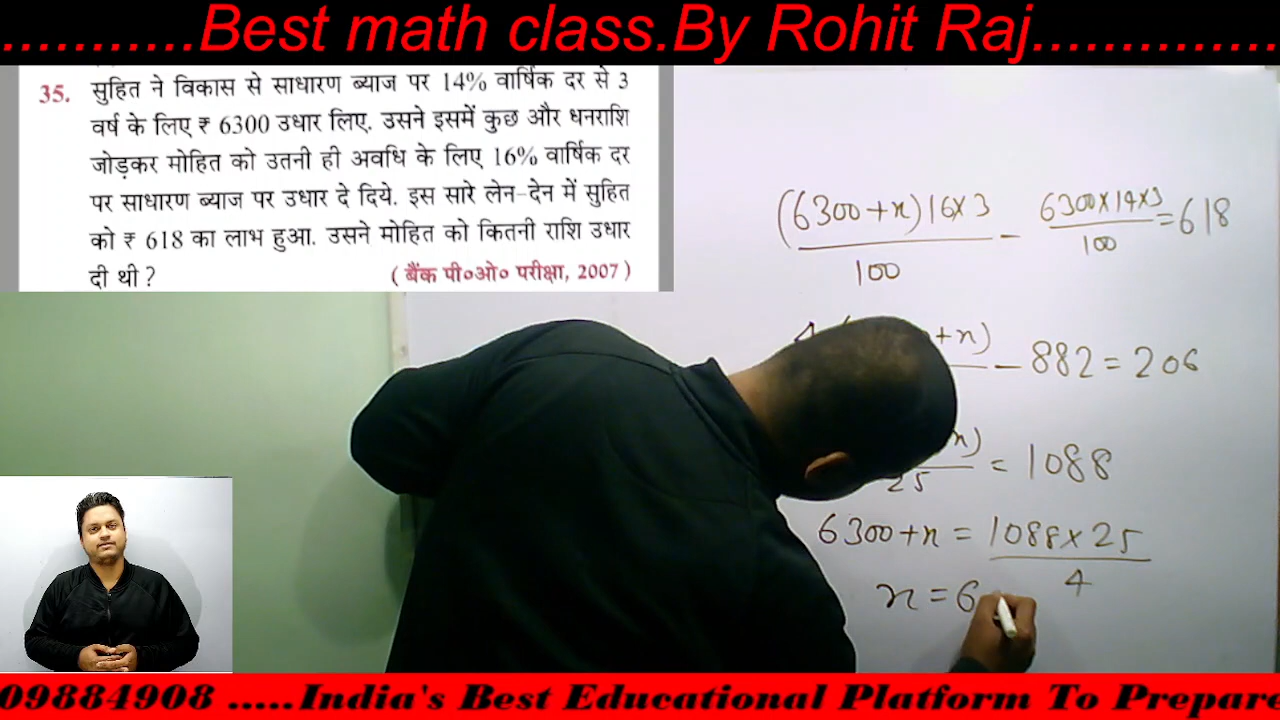 ...........Best math class.By Rohit Raj..............
35. सुहित ने विकास से साधारण ब्याज पर 14% वार्षिक दर से 3
वर्ष के लिए ₹ 6300 उधार लिए. उसने इसमें कुछ और धनराशि
जोड़कर मोहित को उतनी ही अवधि के लिए 16% वार्षिक दर
पर साधारण ब्याज पर उधार दे दिये. इस सारे लेन-देन में सुहित
को ₹ 618 का लाभ हुआ. उसने मोहित को कितनी राशि उधार
दी थी ?
( बैंक पी०ओ० परीक्षा, 2007 )
(6300+x)16×3 - 6300×14×3 =618
100 100
+x) - 882 = 206
x) = 1088
25
6300+x = 1088×25
4
x = 6
09884908 .....India's Best Educational Platform To Prepare